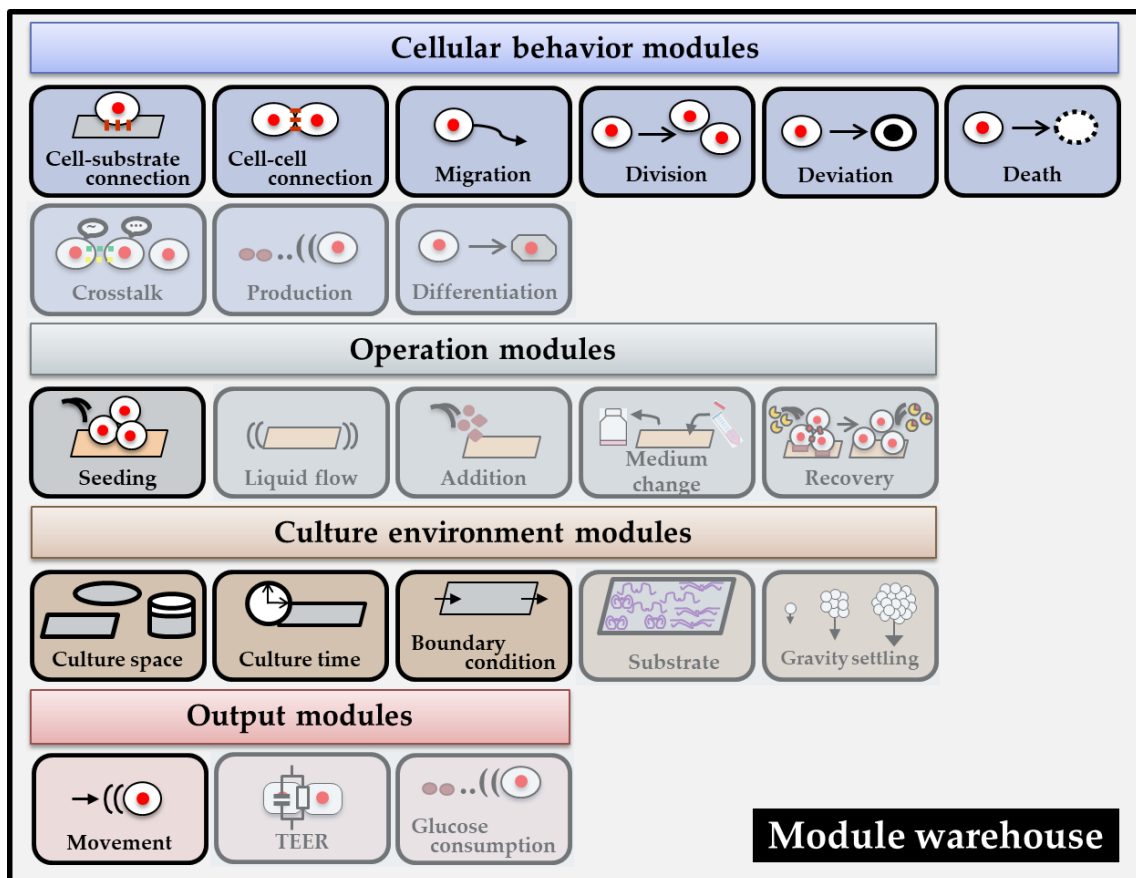 Cellular behavior modules
Cell-substrate
connection
Cell-cell
connection
Migration
Division
Deviation
Death
~
...
Crosstalk
Production
Differentiation
Operation modules
Seeding
Liquid flow
Addition
Medium
change
Recovery
Culture environment modules
Culture space
Culture time
Boundary
condition
Substrate
Gravity settling
Output modules
Movement
TEER
Glucose
consumption
Module warehouse